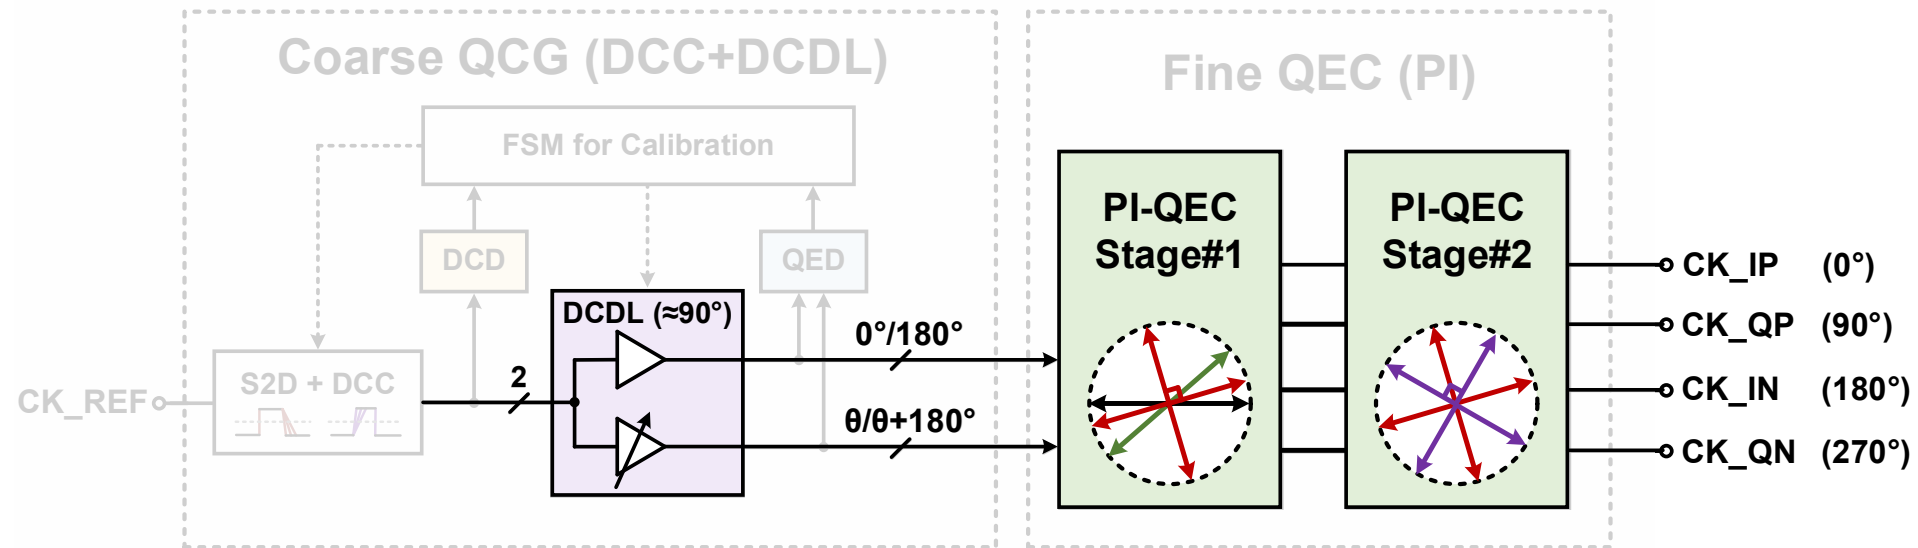 Coarse QCG (DCC+DCDL)
Fine QEC (PI)
FSM for Calibration
DCD
QED
DCDL (≈90°)
S2D + DCC
CK_REF
2
0°/180°
θ/θ+180°
PI-QEC
Stage#1
PI-QEC
Stage#2
CK_IP (0°)
CK_QP (90°)
CK_IN (180°)
CK_QN (270°)